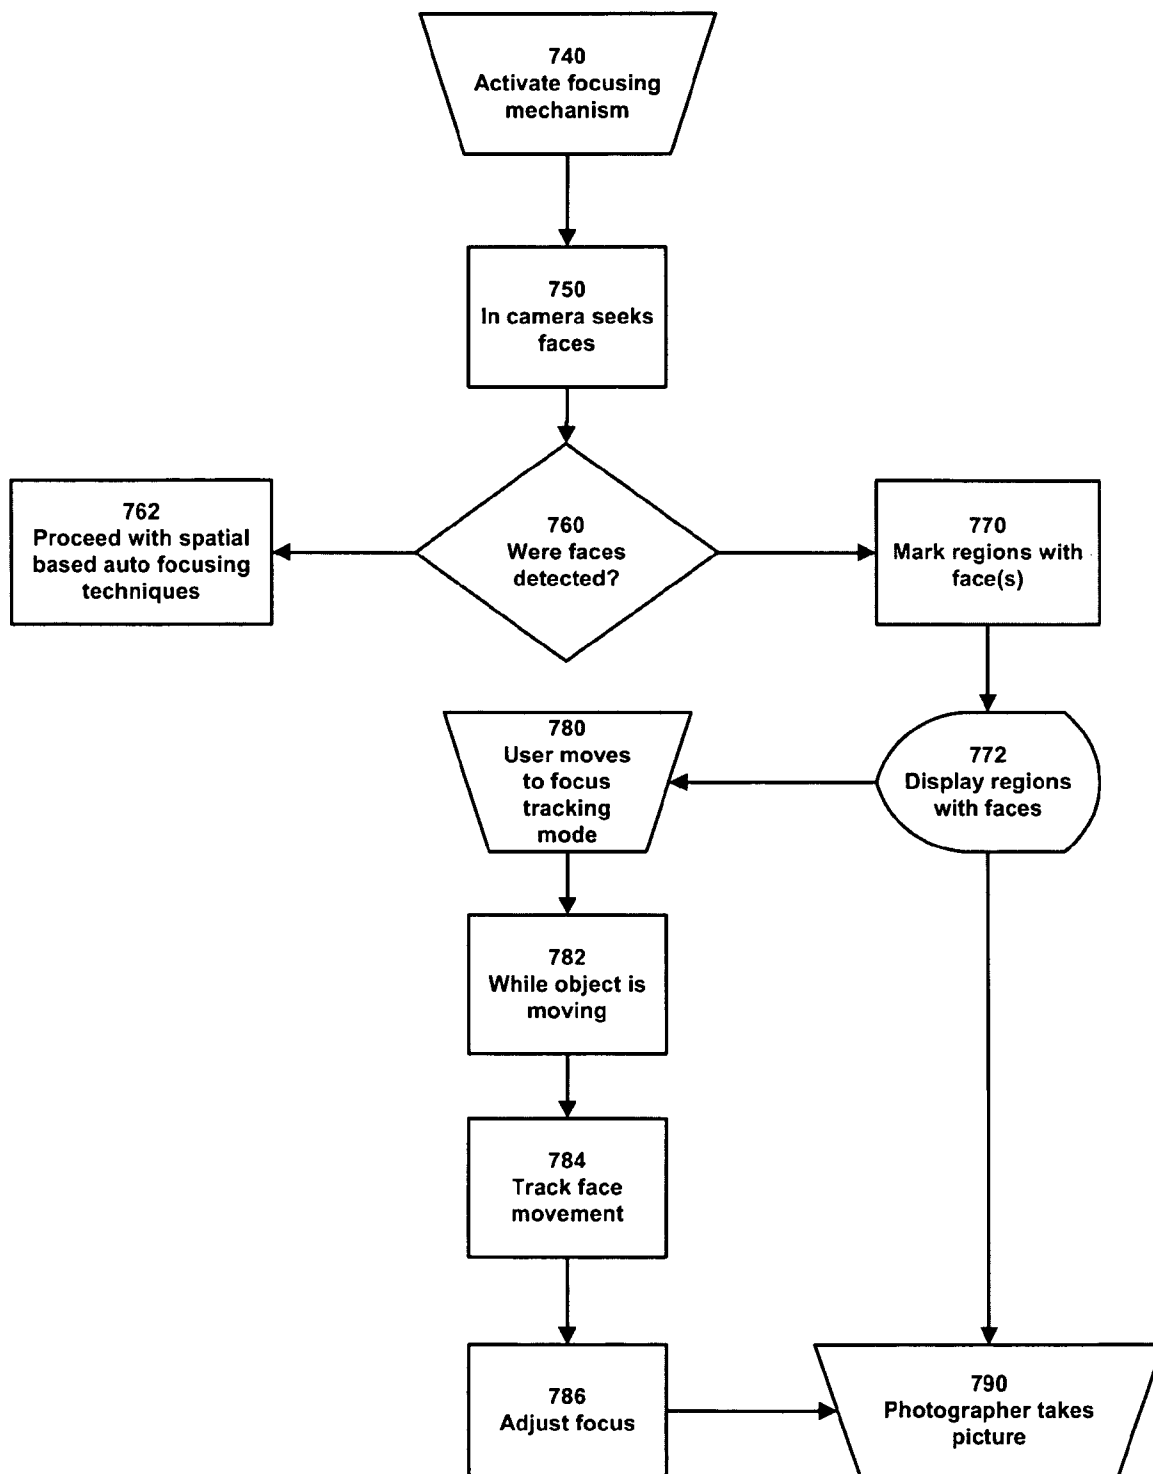 740
Activate focusing
mechanism
750
In camera seeks
faces
760
Were faces
detected?
762
Proceed with spatial
based auto focusing
techniques
770
Mark regions with
face(s)
772
Display regions
with faces
780
User moves
to focus
tracking
mode
782
While object is
moving
784
Track face
movement
786
Adjust focus
790
Photographer takes
picture